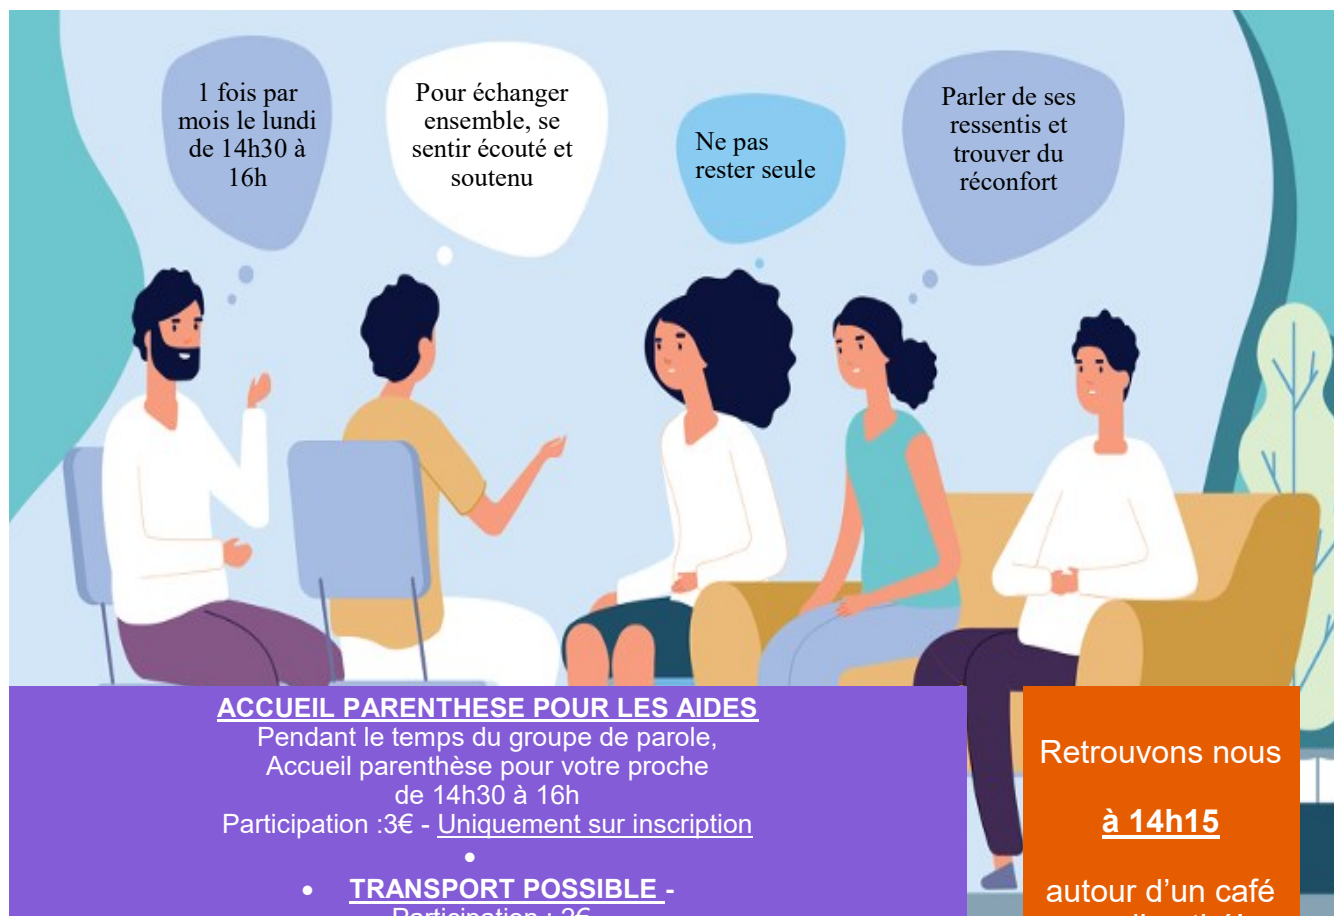 1 fois par
mois le lundi
de 14h30 à
16h
Pour échanger
ensemble, se
sentir écouté et
soutenu
Ne pas
rester seule
Parler de ses
ressentis et
trouver du
réconfort
ACCUEIL PARENTHESE POUR LES AIDES
Pendant le temps du groupe de parole,
Accueil parenthèse pour votre proche
de 14h30 à 16h
Participation :3€ - Uniquement sur inscription
•
• TRANSPORT POSSIBLE -
Participation :
Retrouvons nous
à 14h15
autour d’un café